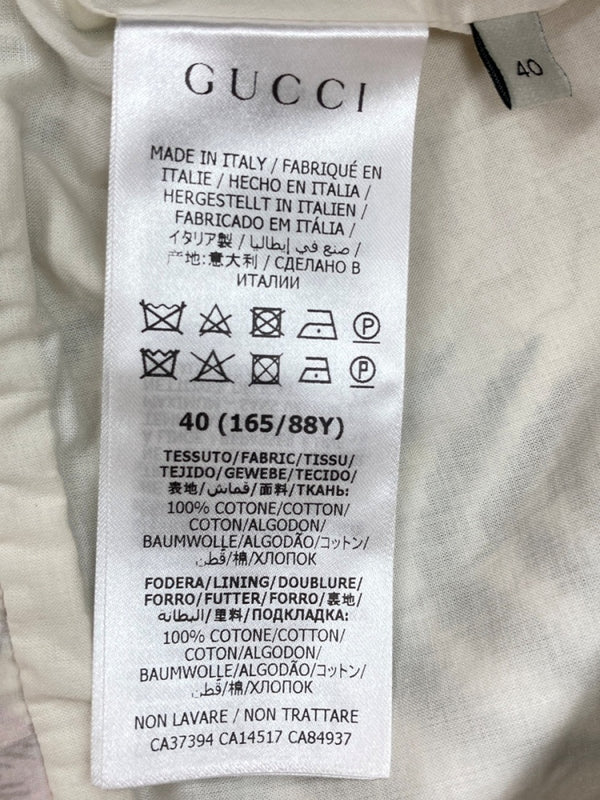 GUCCI
40
MADE IN ITALY / FABRIQUÉ EN
ITALIE / HECHO EN ITALIA /
HERGESTELLT IN ITALIEN /
FABRICADO EM ITÁLIA /
イタリア製 / صنع في إيطاليا /
产地:意大利 / СДЕЛАНО В
ИТАЛИИ
P
P
40 (165/88Y)
TESSUTO/FABRIC/TISSU/
TEJIDO/GEWEBE/TECIDO/
表地/قماش/面料/ТКАНЬ:
100% COTONE/COTTON/
COTON/ALGODON/
BAUMWOLLE/ALGODÃO/コットン/
قطن/棉/ХЛОПОК
FODERA/LINING/DOUBLURE/
FORRO/FUTTER/FORRO/裏地/
البطانه/里料/ПОДКЛАДКА:
100% COTONE/COTTON/
COTON/ALGODON/
BAUMWOLLE/ALGODÃO/コットン/
قطن/棉/ХЛОПОК
NON LAVARE / NON TRATTARE
CA37394 CA14517 CA84937